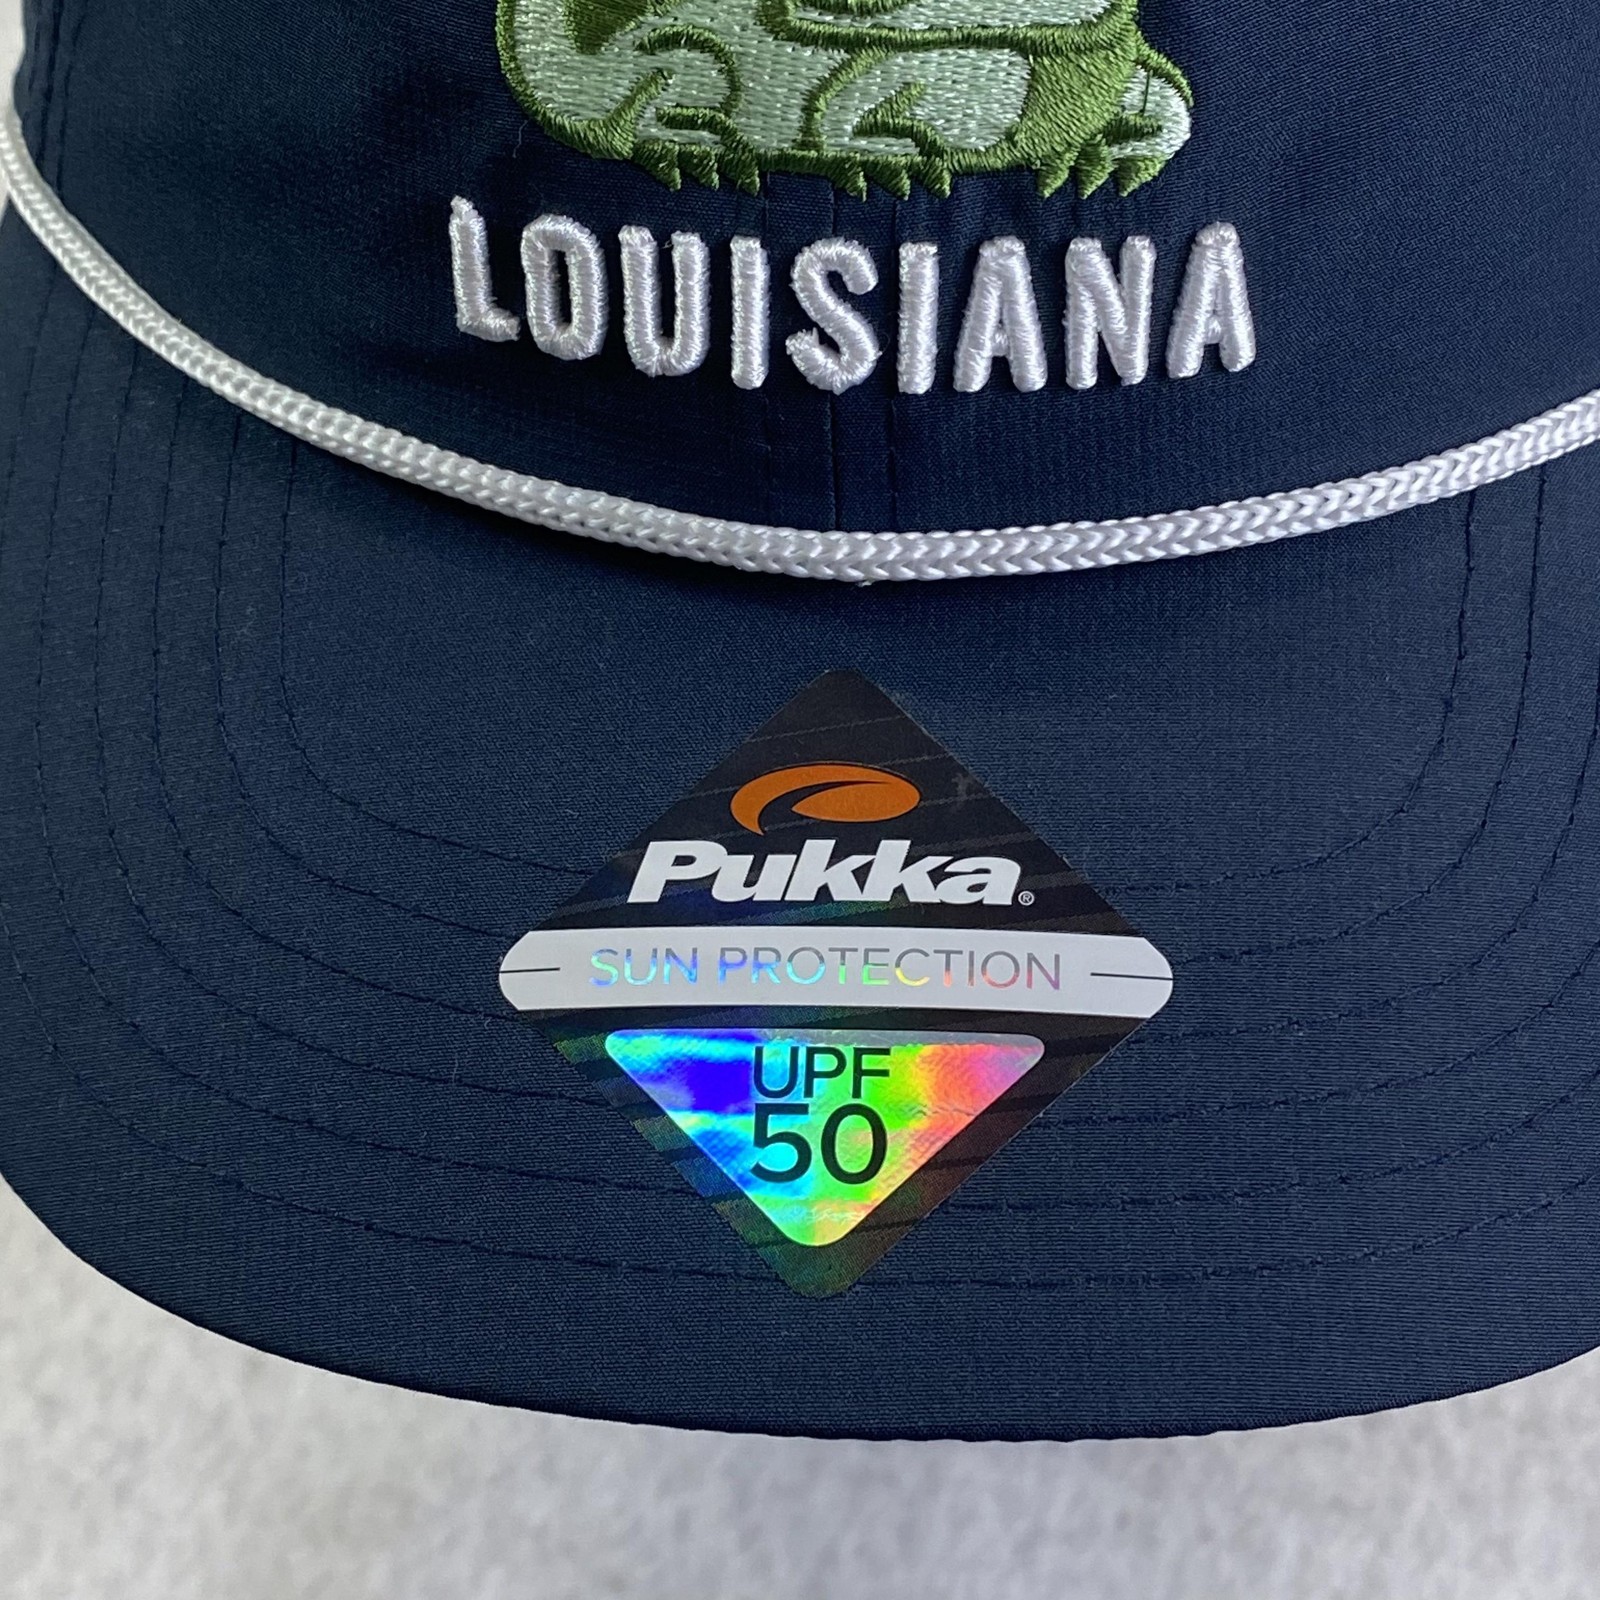 LOUISIANA
Pukka®
SUN PROTECTION
UPF
50